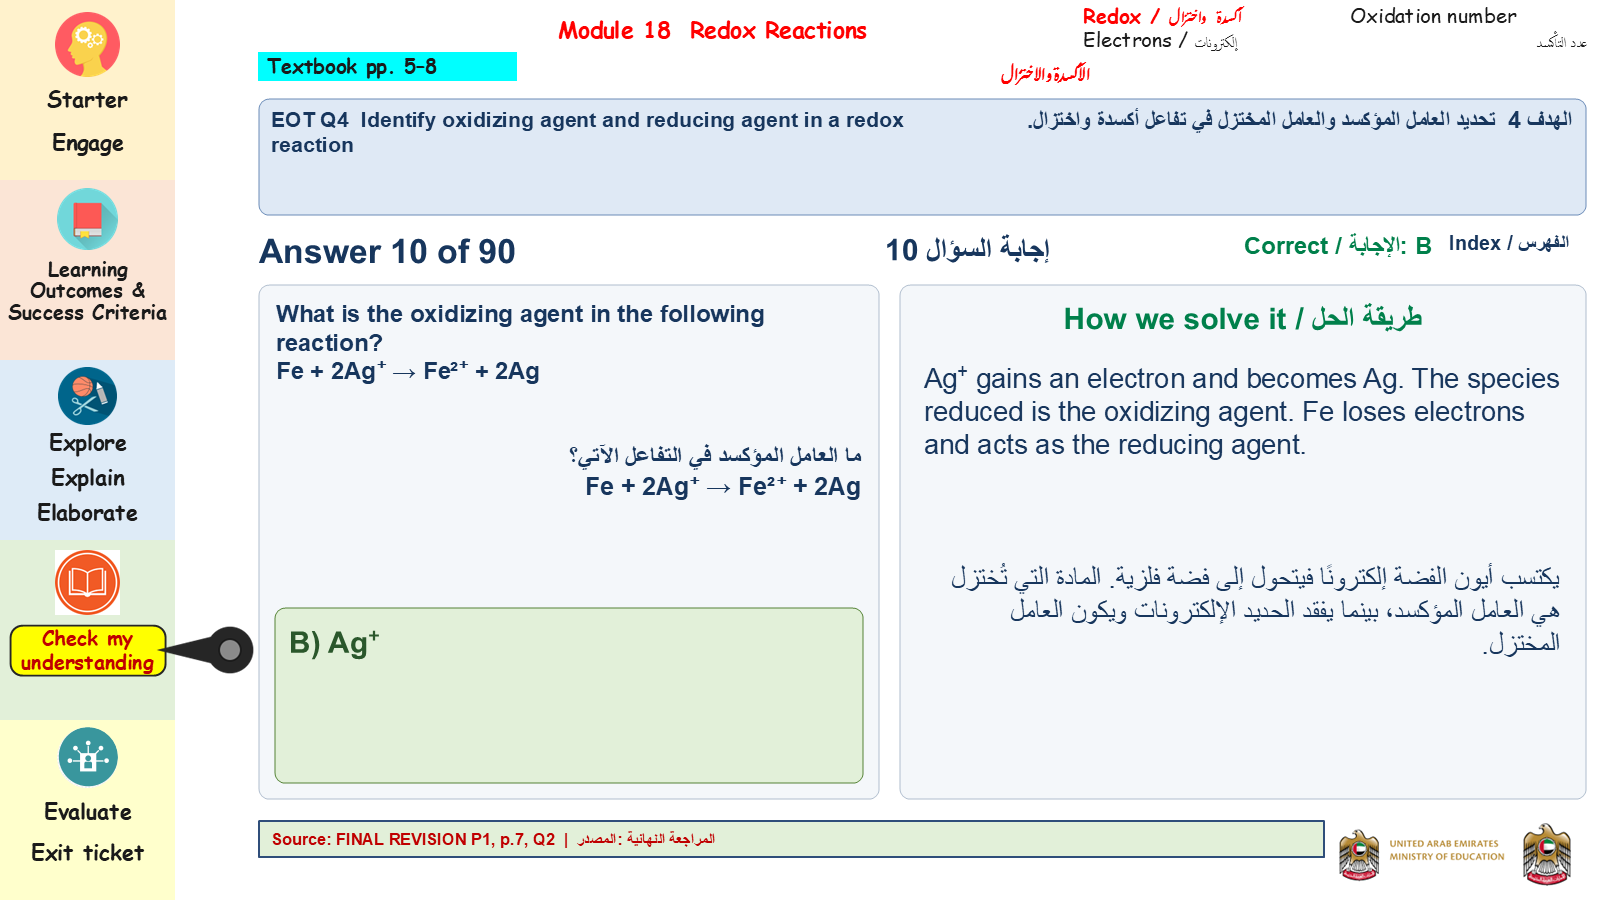 Starter
Engage
Learning
Outcomes &
Success Criteria
Explore
Explain
Elaborate
Check my
understanding
Evaluate
Exit ticket
Module 18 Redox Reactions
Redox / أكسدة واختزال
Electrons / إلكترونات
Oxidation number
عدد التأكسد
Textbook pp. 5–8
الأكسدة والاختزال
EOT Q4 Identify oxidizing agent and reducing agent in a redox
reaction
الهدف 4 تحديد العامل المؤكسد والعامل المختزل في تفاعل أكسدة واختزال.
Answer 10 of 90
إجابة السؤال 10
Correct / الإجابة: B
Index / الفهرس
What is the oxidizing agent in the following
reaction?
Fe + 2Ag⁺ → Fe²⁺ + 2Ag
ما العامل المؤكسد في التفاعل الآتي؟
Fe + 2Ag⁺ → Fe²⁺ + 2Ag
B) Ag⁺
How we solve it / طريقة الحل
Ag⁺ gains an electron and becomes Ag. The species
reduced is the oxidizing agent. Fe loses electrons
and acts as the reducing agent.
يكتسب أيون الفضة إلكترونًا فيتحول إلى فضة فلزية. المادة التي تُختزل
هي العامل المؤكسد، بينما يفقد الحديد الإلكترونات ويكون العامل
المختزل.
Source: FINAL REVISION P1, p.7, Q2 | المراجعة النهائية :المصدر
UNITED ARAB EMIRATES
MINISTRY OF EDUCATION